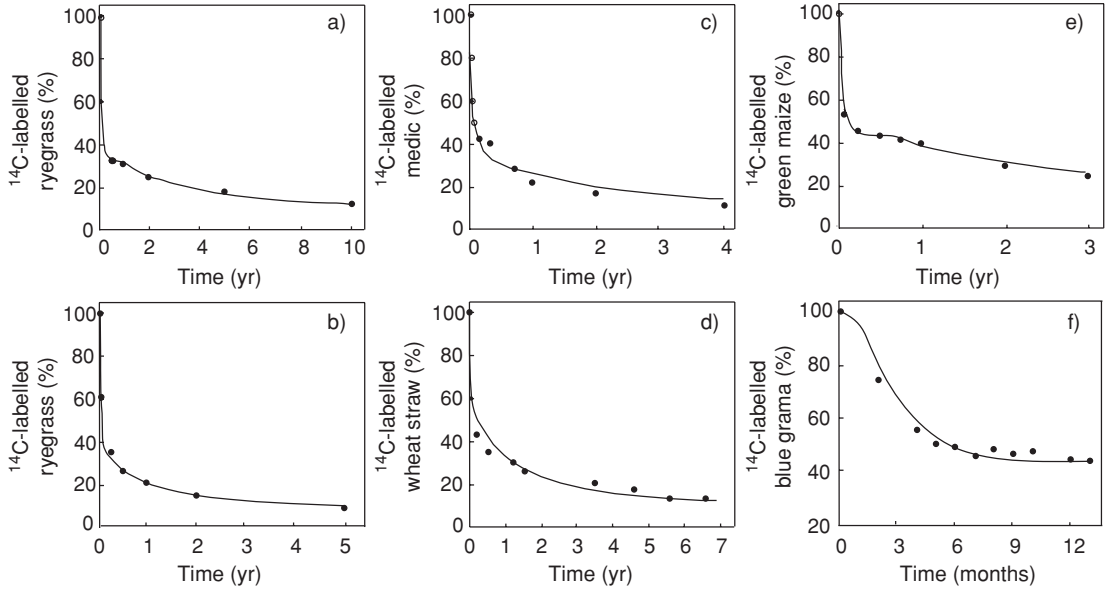 a)
100
80
60
40
20
0
¹⁴C-labelled
ryegrass (%)
0 2 4 6 8 10
Time (yr)
c)
100
80
60
40
20
0
¹⁴C-labelled
medic (%)
0 1 2 3 4
Time (yr)
e)
100
80
60
40
20
0
¹⁴C-labelled
green maize (%)
0 1 2 3
Time (yr)
b)
100
80
60
40
20
0
¹⁴C-labelled
ryegrass (%)
0 1 2 3 4 5
Time (yr)
d)
100
80
60
40
20
0
¹⁴C-labelled
wheat straw (%)
0 1 2 3 4 5 6 7
Time (yr)
f)
100
80
60
40
20
¹⁴C-labelled
blue grama (%)
0 3 6 9 12
Time (months)